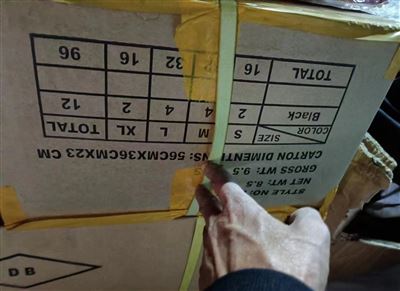 STYLE NO:
NET WT: 8.5
GROSS WT: 9.5
CARTON DIMENTI NS: 56CMX36CMX23 CM
COLOR SIZE S M L XL TOTAL
Black 2 4 4 2 12
TOTAL 16 32 16 96
DB